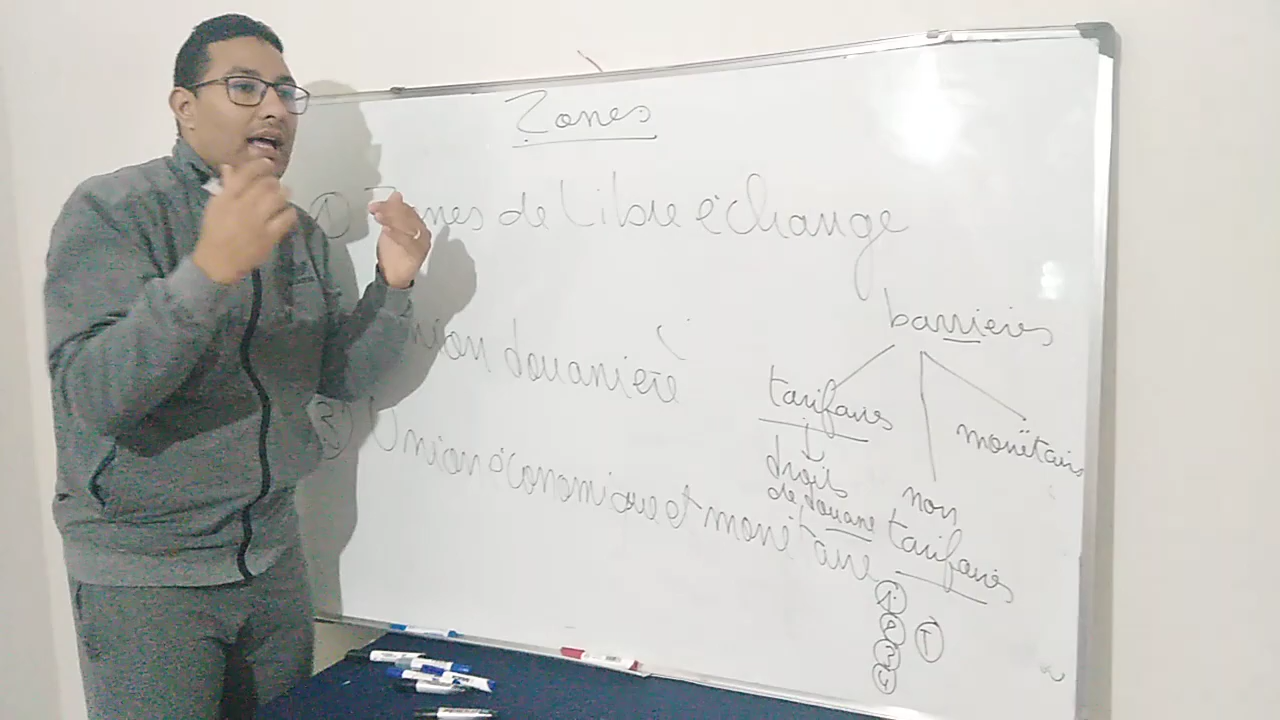 Zones
① Zones de libre échange
Union douanière
③ Union économique et monétaire
barrières
tarifaires
droits
de douane
non
tarifaires
monétaires